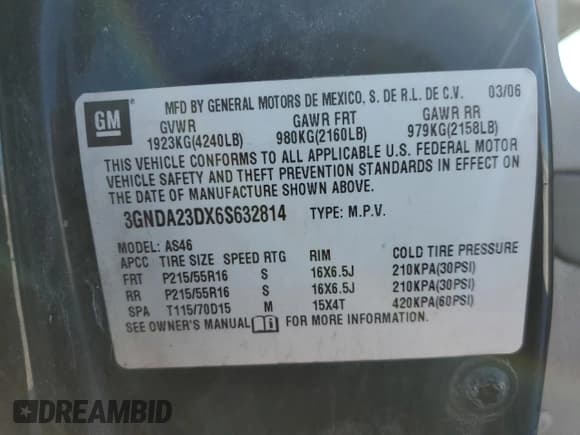 GM
MFD BY GENERAL MOTORS DE MEXICO, S. DE R.L. DE C.V. 03/06
GVWR GAWR FRT GAWR RR
1923KG(4240LB) 980KG(2160LB) 979KG(2158LB)
THIS VEHICLE CONFORMS TO ALL APPLICABLE U.S. FEDERAL MOTOR
VEHICLE SAFETY AND THEFT PREVENTION STANDARDS IN EFFECT ON
THE DATE OF MANUFACTURE SHOWN ABOVE.
3GNDA23DX6S632814 TYPE: M.P.V.
MODEL: AS46
APCC TIRE SIZE SPEED RTG RIM COLD TIRE PRESSURE
FRT P215/55R16 S 16X6.5J 210KPA(30PSI)
RR P215/55R16 S 16X6.5J 210KPA(30PSI)
SPA T115/70D15 M 15X4T 420KPA(60PSI)
SEE OWNER'S MANUAL FOR MORE INFORMATION.
DREAMBID